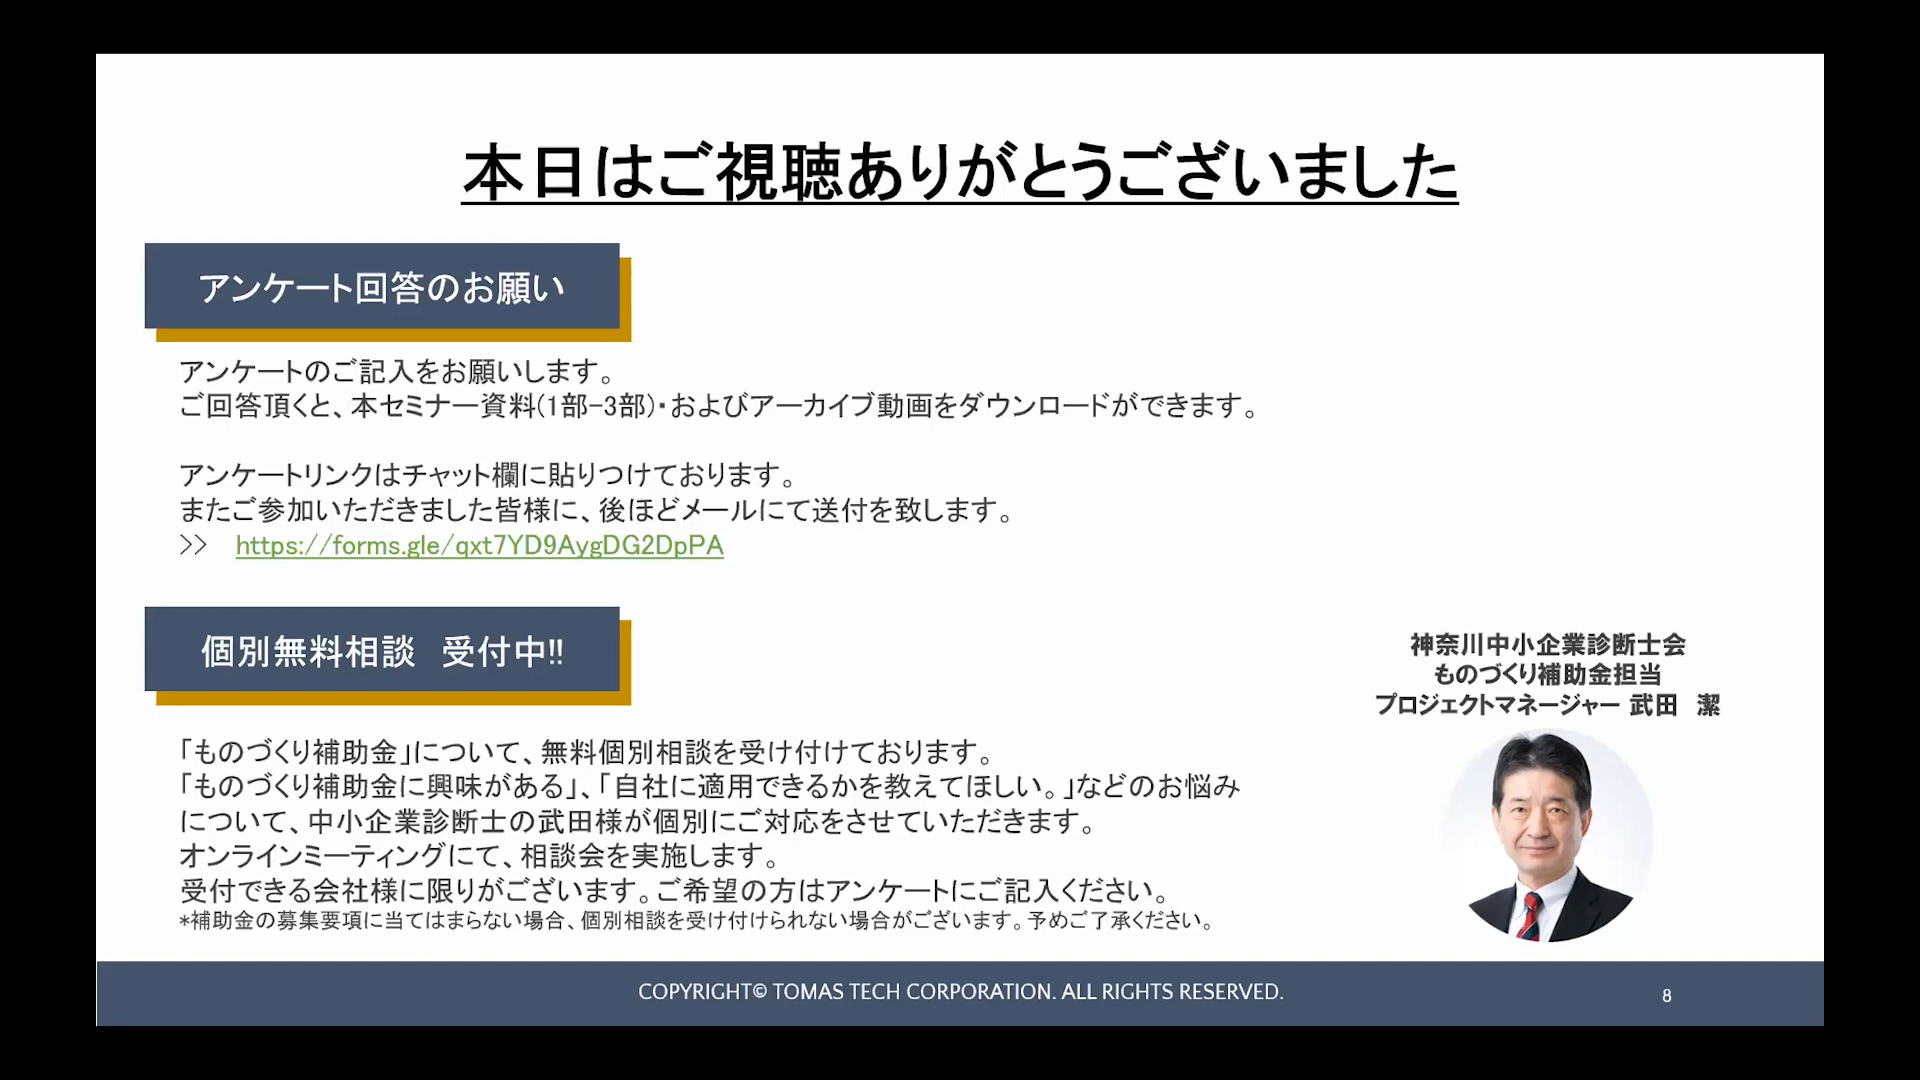 本日はご視聴ありがとうございました
アンケート回答のお願い
アンケートのご記入をお願いします。
ご回答頂くと、本セミナー資料(1部-3部)・およびアーカイブ動画をダウンロードができます。
アンケートリンクはチャット欄に貼りつけております。
またご参加いただきました皆様に、後ほどメールにて送付を致します。
>> https://forms.gle/qxt7YD9AygDG2DpPA
個別無料相談　受付中!!
「ものづくり補助金」について、無料個別相談を受け付けております。
「ものづくり補助金に興味がある」、「自社に適用できるかを教えてほしい。」などのお悩み
について、中小企業診断士の武田様が個別にご対応をさせていただきます。
オンラインミーティングにて、相談会を実施します。
受付できる会社様に限りがございます。ご希望の方はアンケートにご記入ください。
*補助金の募集要項に当てはまらない場合、個別相談を受け付けられない場合がございます。予めご了承ください。
神奈川中小企業診断士会
ものづくり補助金担当
プロジェクトマネージャー 武田　潔
COPYRIGHT© TOMAS TECH CORPORATION. ALL RIGHTS RESERVED.
8